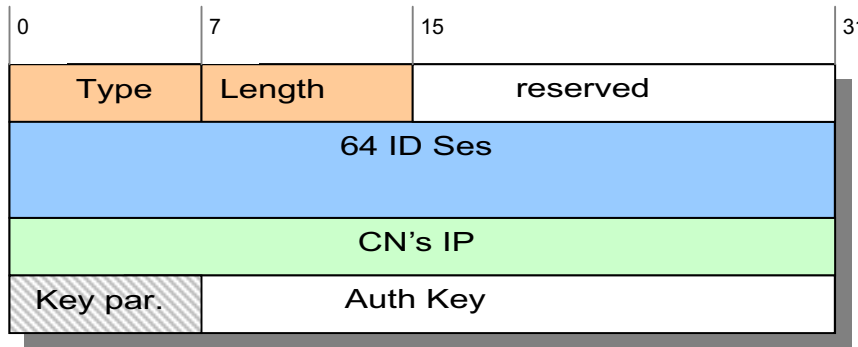 0 7 15 31
Type Length reserved
64 ID Ses
CN's IP
Key par. Auth Key